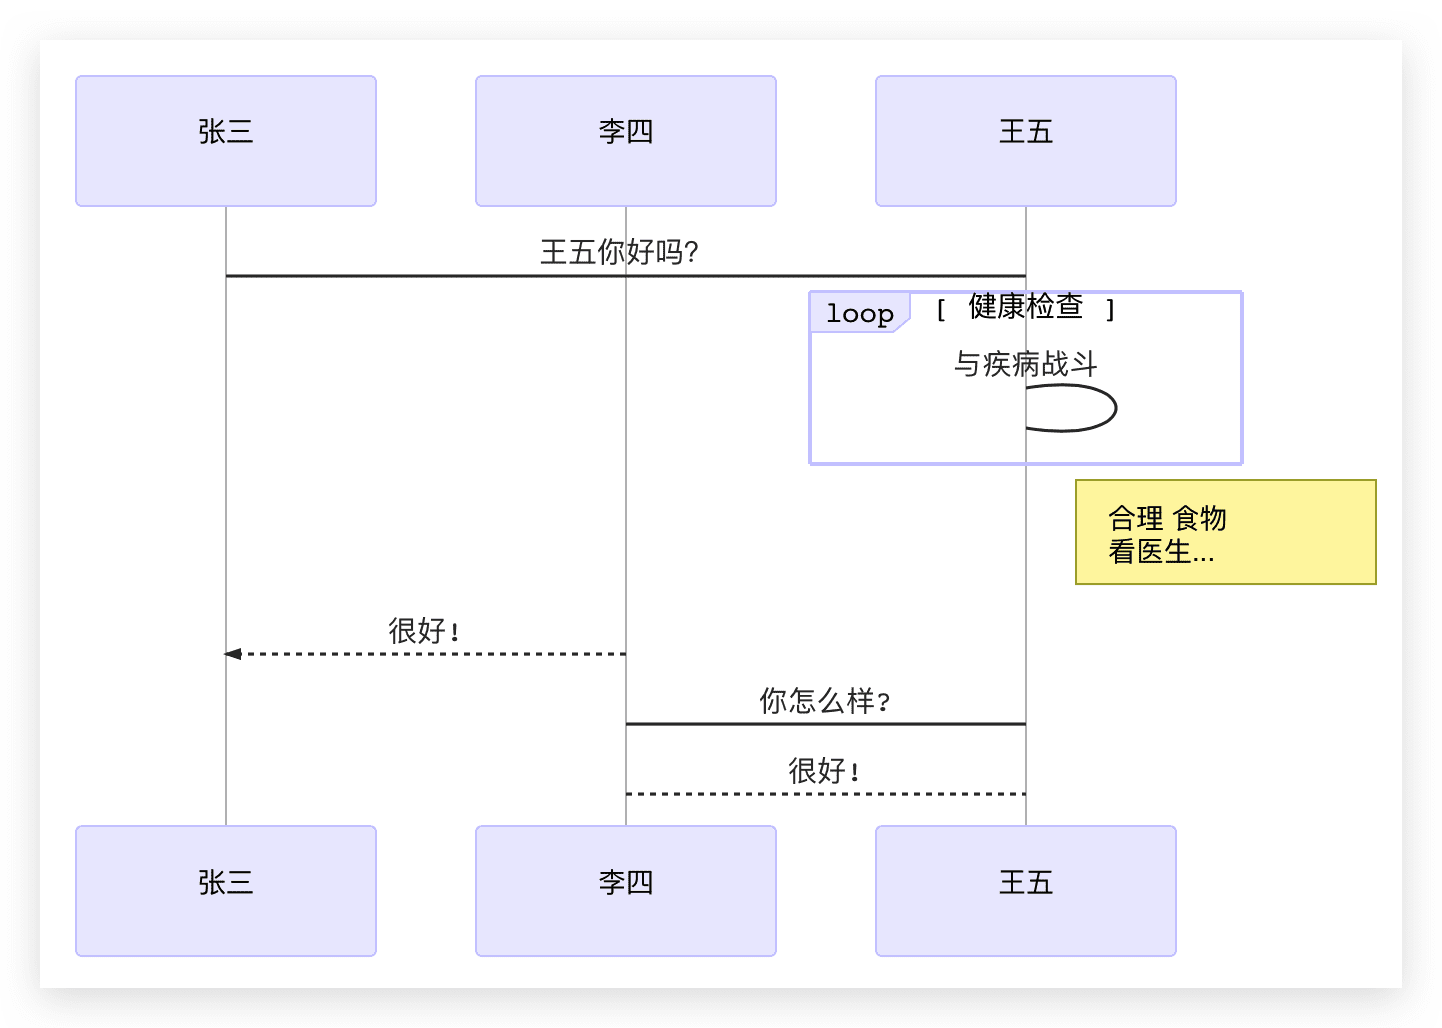 张三
李四
王五
王五你好吗？
loop
[ 健康检查 ]
与疾病战斗
合理 食物
看医生...
很好!
你怎么样?
很好!
张三
李四
王五